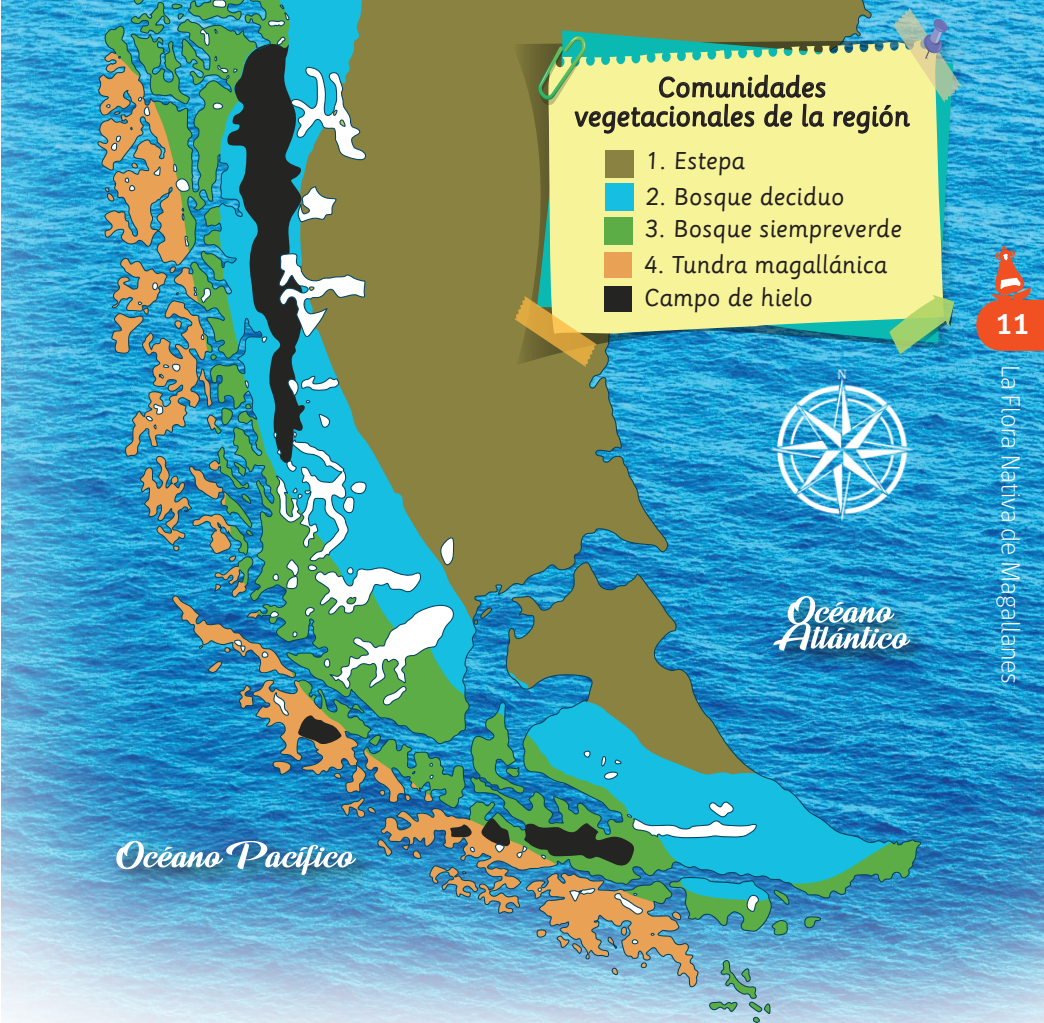 Comunidades
vegetacionales de la región
1. Estepa
2. Bosque deciduo
3. Bosque siempreverde
4. Tundra magallánica
Campo de hielo
11
La Flora Nativa de Magallanes
N
Océano
Atlántico
Océano Pacífico